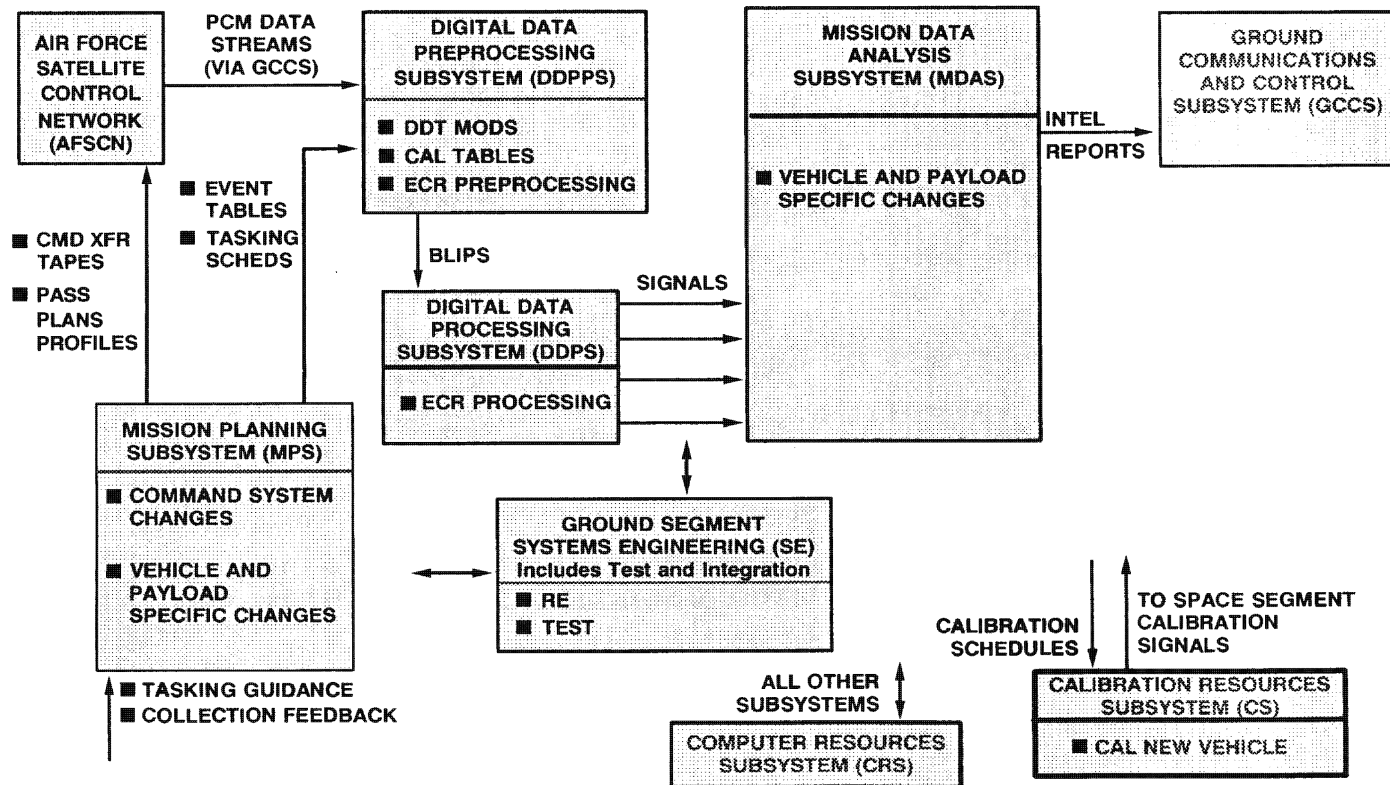 AIR FORCE
SATELLITE
CONTROL
NETWORK
(AFSCN)
PCM DATA
STREAMS
(VIA GCCS)
DIGITAL DATA
PREPROCESSING
SUBSYSTEM (DDPPS)
■ DDT MODS
■ CAL TABLES
■ ECR PREPROCESSING
MISSION DATA
ANALYSIS
SUBSYSTEM (MDAS)
■ VEHICLE AND PAYLOAD
SPECIFIC CHANGES
INTEL
REPORTS
GROUND
COMMUNICATIONS
AND CONTROL
SUBSYSTEM (GCCS)
■ EVENT
TABLES
■ TASKING
SCHEDS
■ CMD XFR
TAPES
■ PASS
PLANS
PROFILES
BLIPS
DIGITAL DATA
PROCESSING
SUBSYSTEM (DDPS)
■ ECR PROCESSING
SIGNALS
MISSION PLANNING
SUBSYSTEM (MPS)
■ COMMAND SYSTEM
CHANGES
■ VEHICLE AND
PAYLOAD
SPECIFIC CHANGES
■ TASKING GUIDANCE
■ COLLECTION FEEDBACK
GROUND SEGMENT
SYSTEMS ENGINEERING (SE)
Includes Test and Integration
■ RE
■ TEST
ALL OTHER
SUBSYSTEMS
COMPUTER RESOURCES
SUBSYSTEM (CRS)
CALIBRATION
SCHEDULES
TO SPACE SEGMENT
CALIBRATION
SIGNALS
CALIBRATION RESOURCES
SUBSYSTEM (CS)
■ CAL NEW VEHICLE